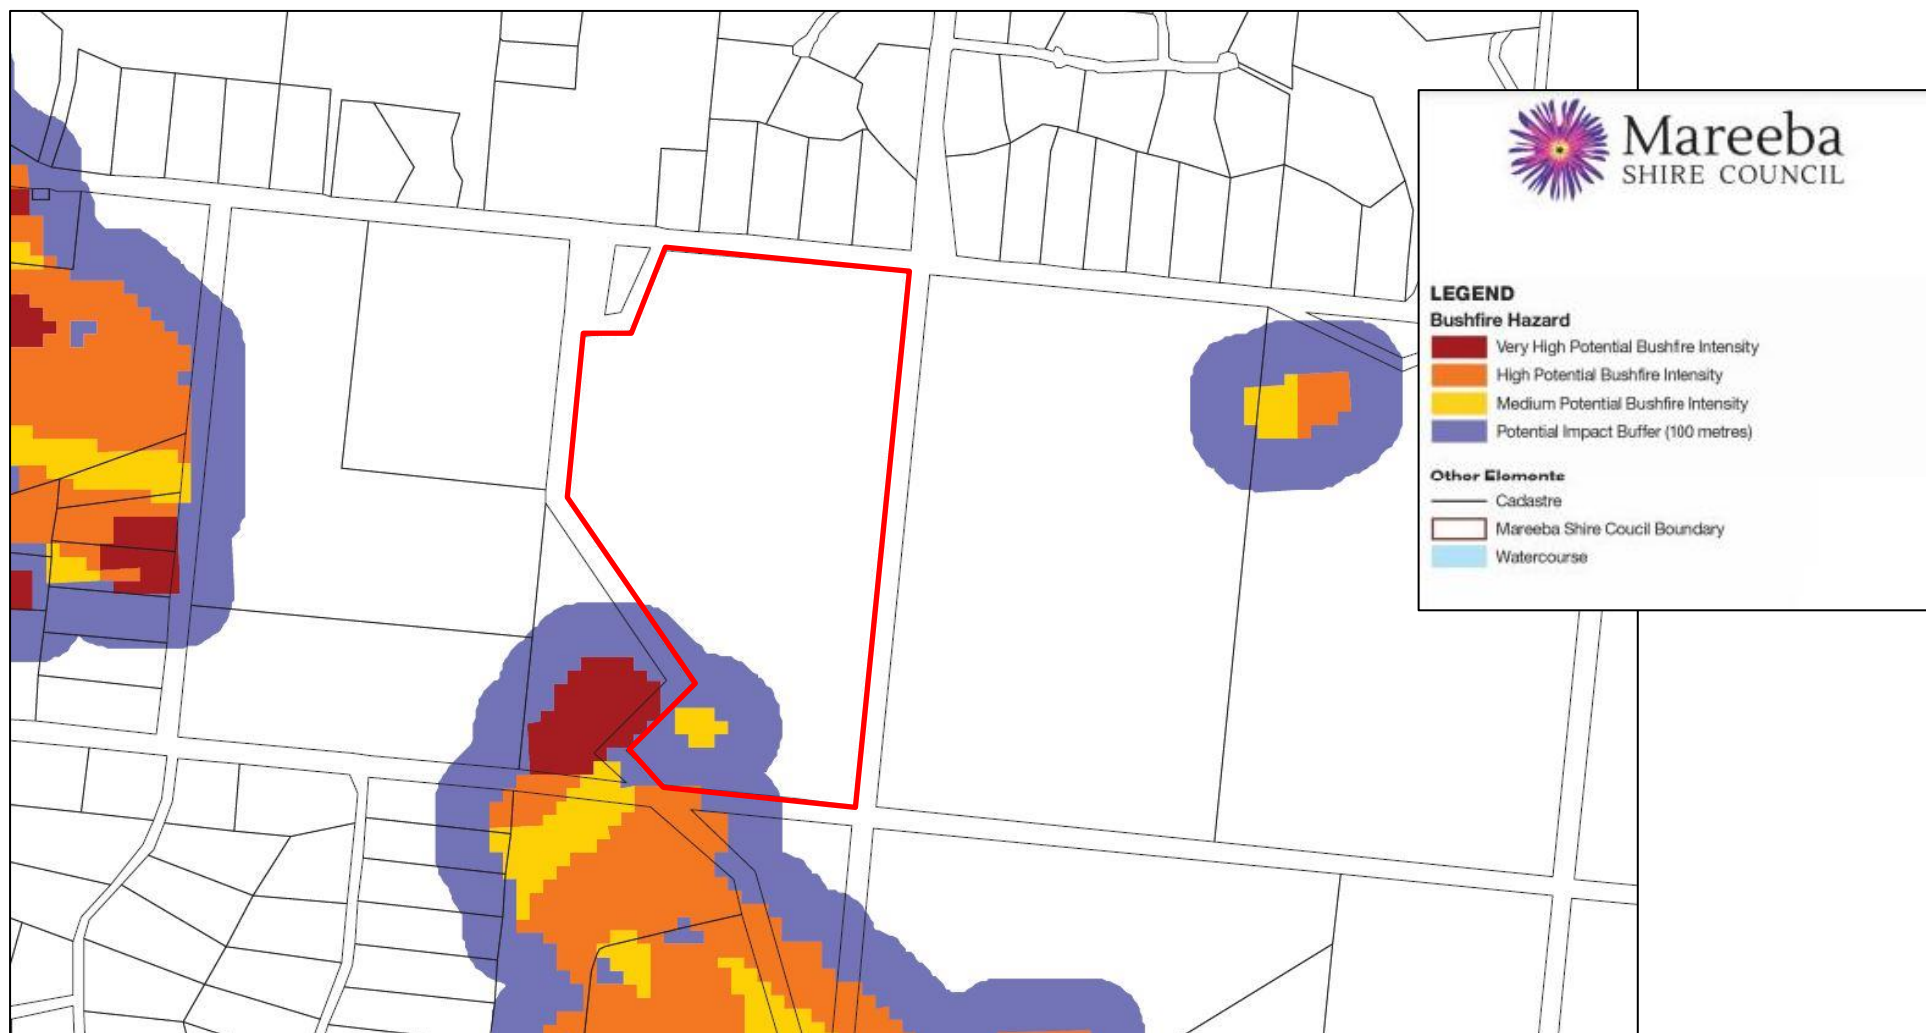 Mareeba
SHIRE COUNCIL
LEGEND
Bushfire Hazard
Very High Potential Bushfire Intensity
High Potential Bushfire Intensity
Medium Potential Bushfire Intensity
Potential Impact Buffer (100 metres)
Other Elements
Cadastre
Mareeba Shire Coucil Boundary
Watercourse